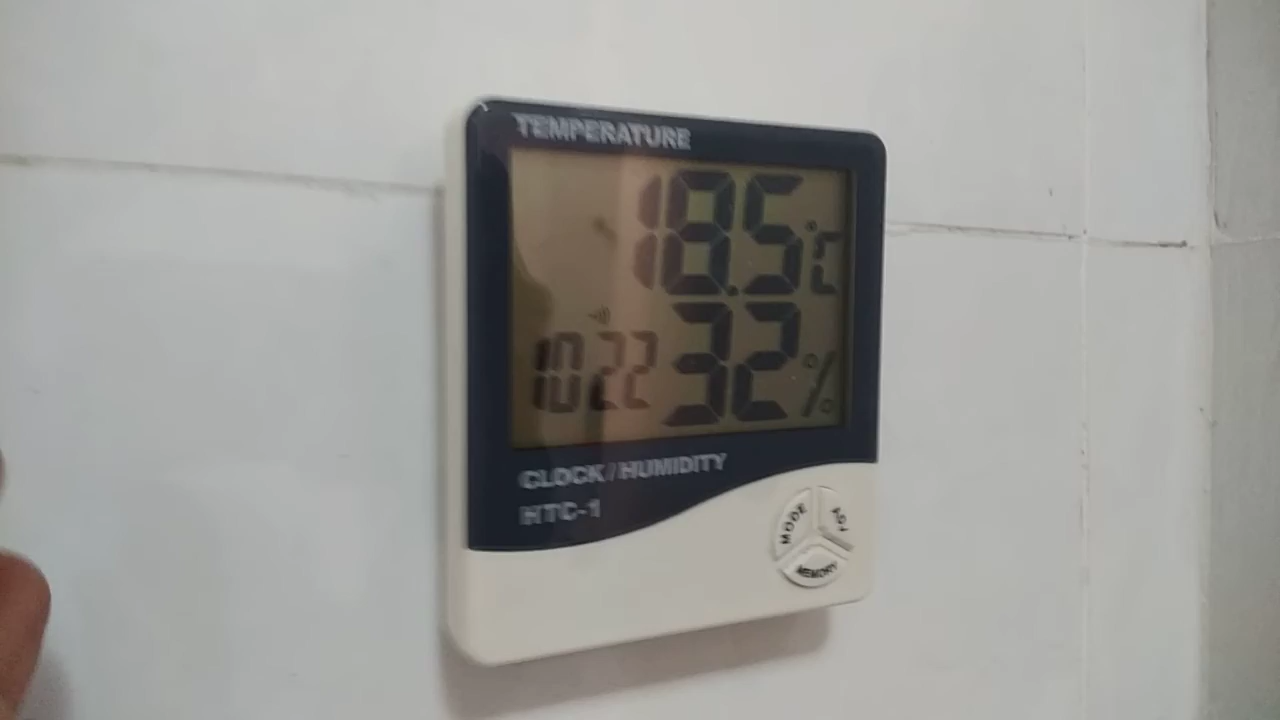 TEMPERATURE
18.5°C
10 22 32%
CLOCK/HUMIDITY
HTC-1
MODE ADJ
MEMORY